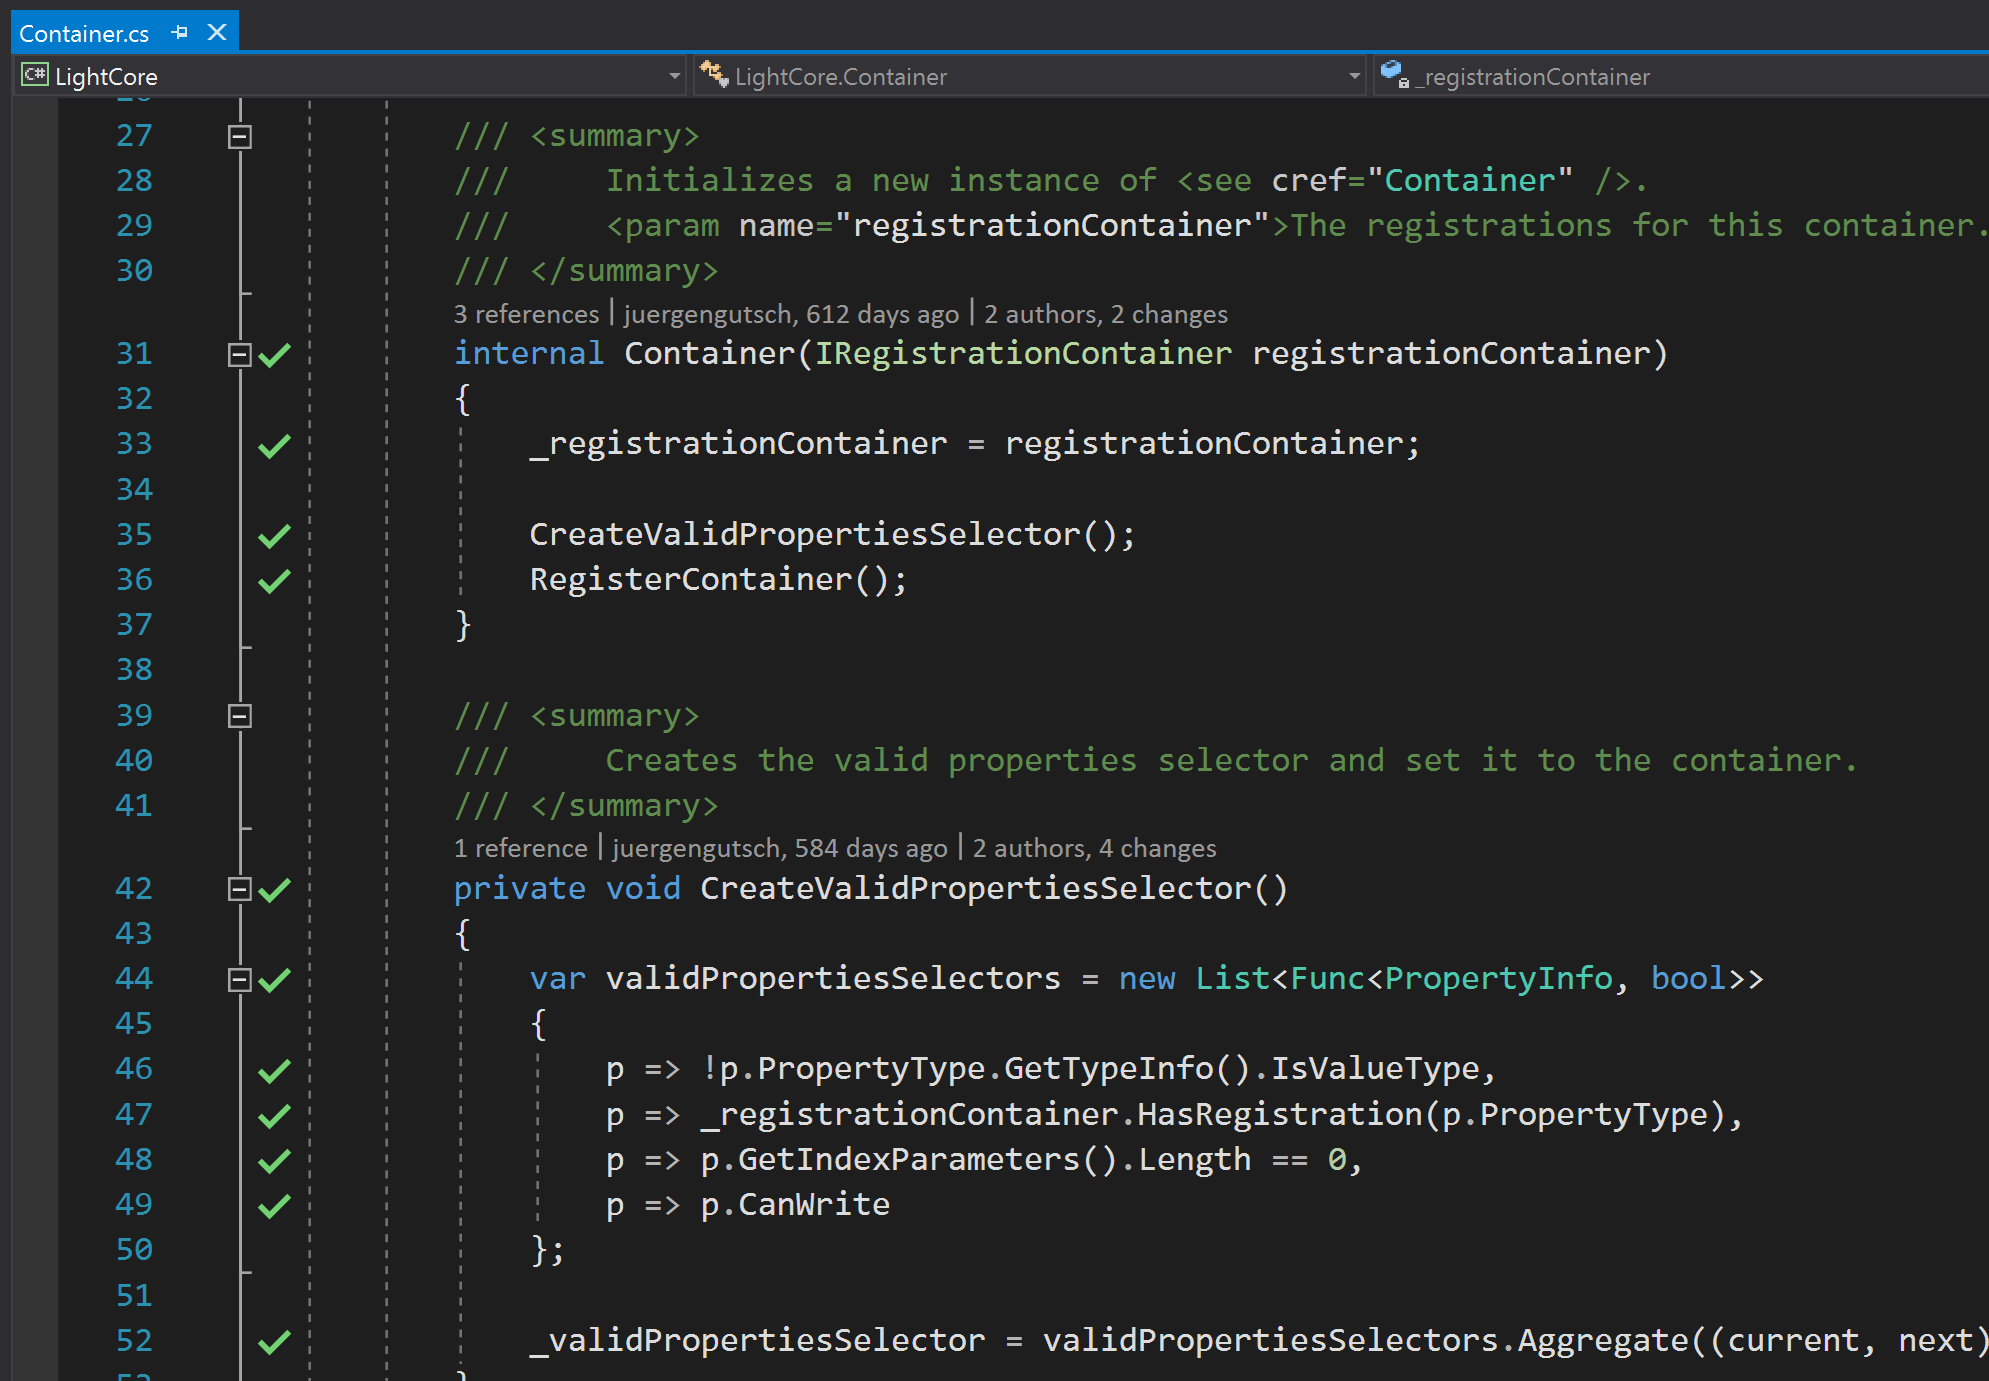 Container.cs
LightCore LightCore.Container _registrationContainer
27 /// <summary>
28 /// Initializes a new instance of <see cref="Container" />.
29 /// <param name="registrationContainer">The registrations for this container.
30 /// </summary>
3 references | juergengutsch, 612 days ago | 2 authors, 2 changes
31 internal Container(IRegistrationContainer registrationContainer)
32 {
33 _registrationContainer = registrationContainer;
34
35 CreateValidPropertiesSelector();
36 RegisterContainer();
37 }
38
39 /// <summary>
40 /// Creates the valid properties selector and set it to the container.
41 /// </summary>
1 reference | juergengutsch, 584 days ago | 2 authors, 4 changes
42 private void CreateValidPropertiesSelector()
43 {
44 var validPropertiesSelectors = new List<Func<PropertyInfo, bool>>
45 {
46 p => !p.PropertyType.GetTypeInfo().IsValueType,
47 p => _registrationContainer.HasRegistration(p.PropertyType),
48 p => p.GetIndexParameters().Length == 0,
49 p => p.CanWrite
50 };
51
52 _validPropertiesSelector = validPropertiesSelectors.Aggregate((current, next)